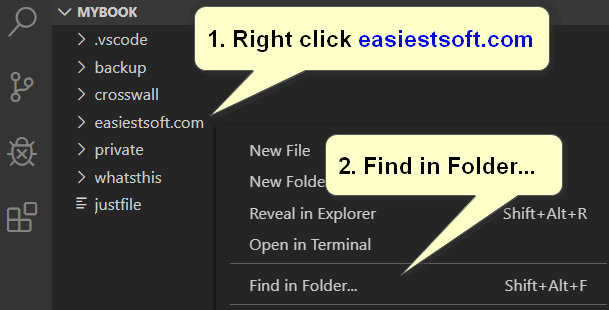 MYBOOK
.vscode
backup
crosswall
easiestsoft.com
private
whatsthis
justfile
1. Right click easiestsoft.com
New File
New Folde
2. Find in Folder...
Reveal in Explorer Shift+Alt+R
Open in Terminal
Find in Folder... Shift+Alt+F